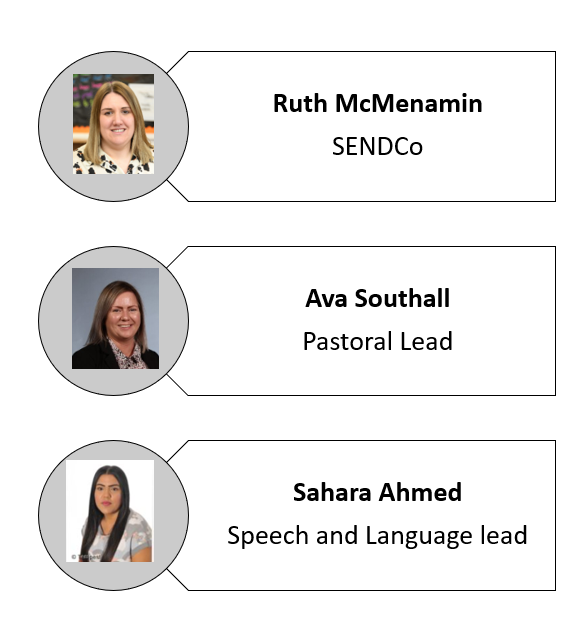 Ruth McMenamin
SENDCo
Ava Southall
Pastoral Lead
Sahara Ahmed
Speech and Language lead